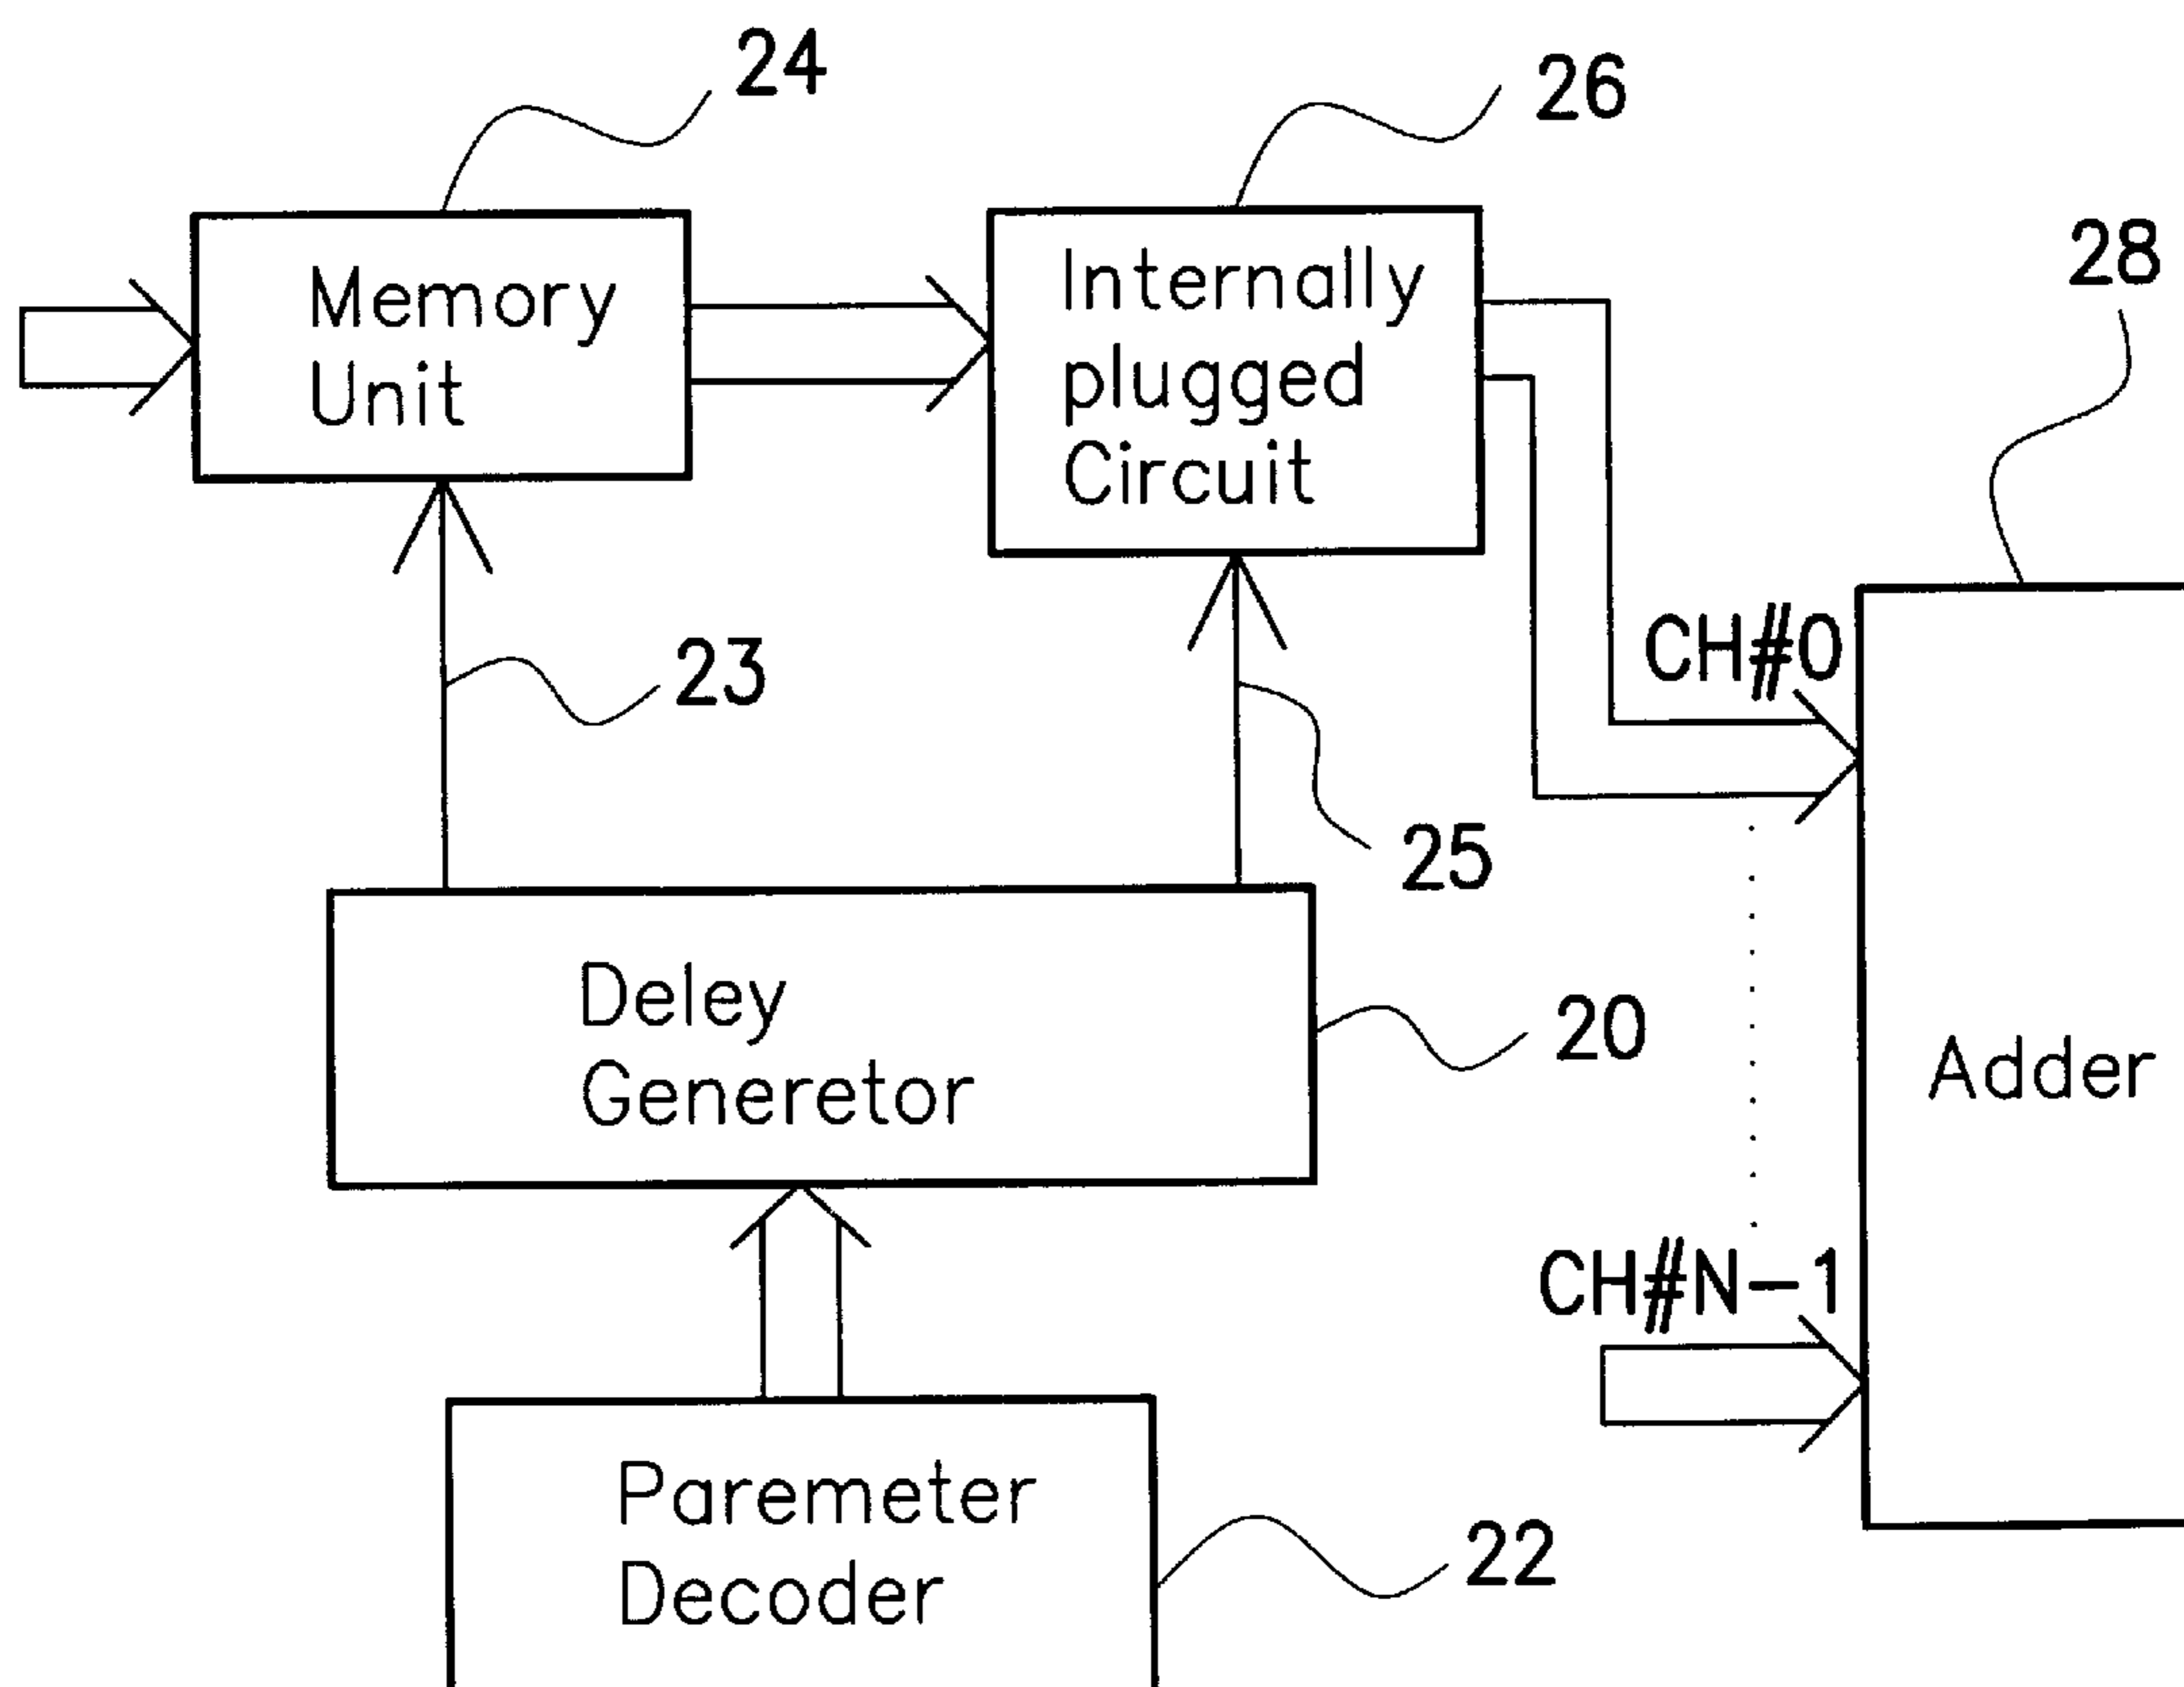 24
26
28
Memory
Unit
Internally
plugged
Circuit
CH#0
23
25
Deley
Generetor
20
Adder
CH#N-1
Paremeter
Decoder
22